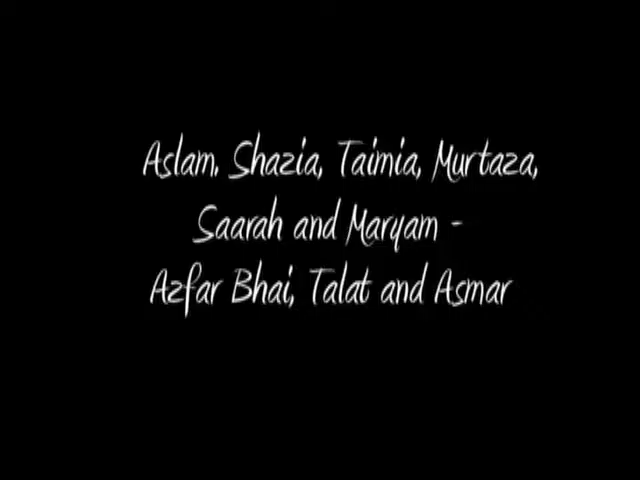 Aslam, Shazia, Taimia, Murtaza,
Saarah and Maryam -
Azfar Bhai, Talat and Asmar